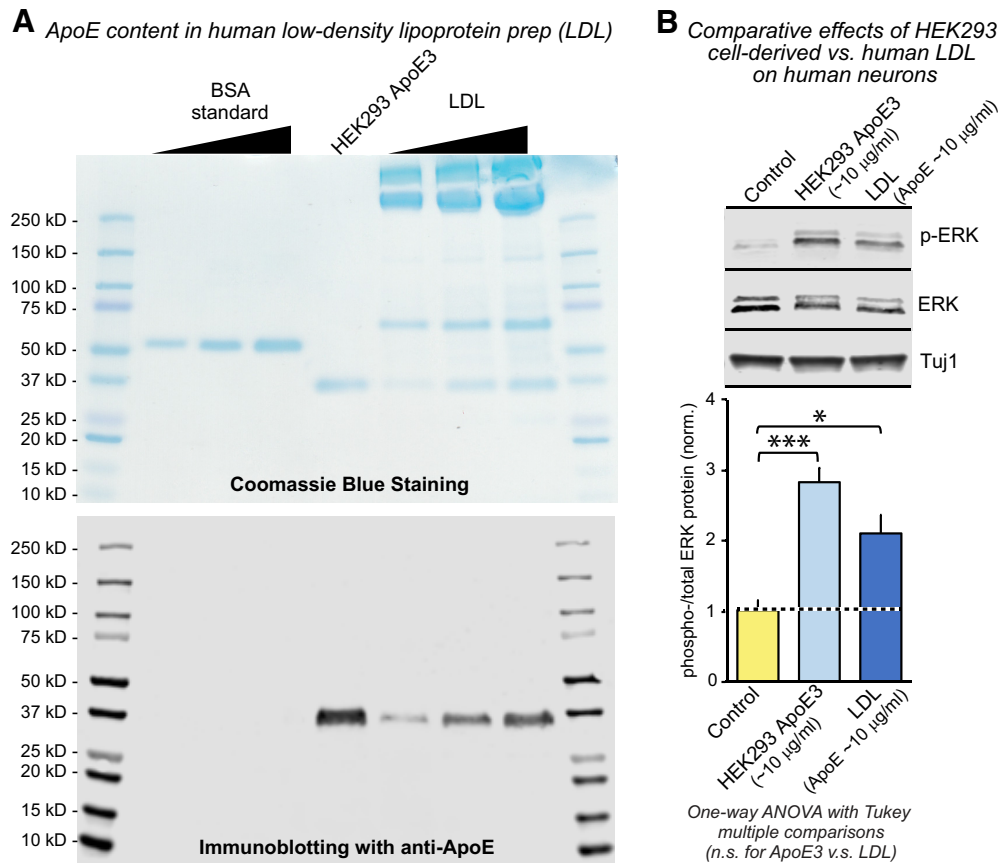 A ApoE content in human low-density lipoprotein prep (LDL)
BSA
standard
HEK293 ApoE3
LDL
250 kD -
150 kD -
100 kD -
75 kD -
50 kD -
37 kD -
25 kD -
20 kD -
15 kD -
10 kD -
Coomassie Blue Staining
250 kD -
150 kD -
100 kD -
75 kD -
50 kD -
37 kD -
25 kD -
20 kD -
15 kD -
10 kD -
Immunoblotting with anti-ApoE
B Comparative effects of HEK293
cell-derived vs. human LDL
on human neurons
Control
HEK293 ApoE3
(~10 µg/ml)
LDL
(ApoE ~10 µg/ml)
p-ERK
ERK
Tuj1
phospho-/total ERK protein (norm.)
4
3
2
1
0
*
***
Control
HEK293 ApoE3
(~10 µg/ml)
LDL
(ApoE ~10 µg/ml)
One-way ANOVA with Tukey
multiple comparisons
(n.s. for ApoE3 v.s. LDL)